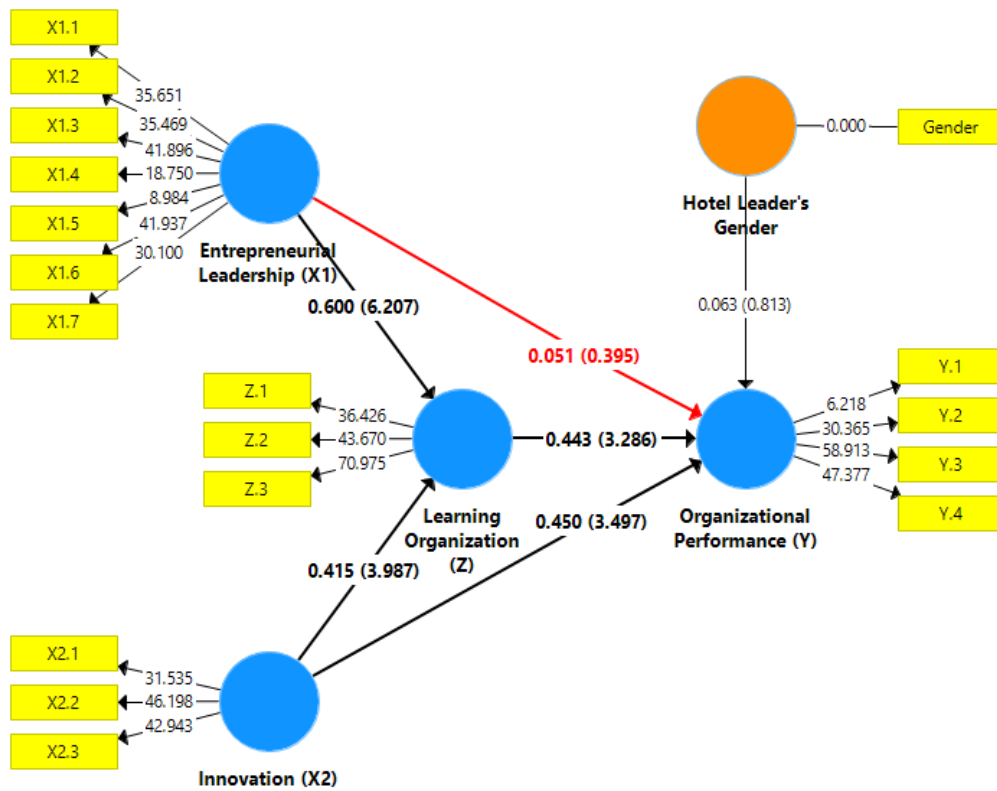 X1.1
X1.2
X1.3
X1.4
X1.5
X1.6
X1.7
35.651
35.469
41.896
18.750
8.984
41.937
30.100
Entrepreneurial
Leadership (X1)
0.000
Gender
Hotel Leader's
Gender
0.600 (6.207)
0.063 (0.813)
0.051 (0.395)
Z.1
Z.2
Z.3
36.426
43.670
70.975
Learning
Organization
(Z)
0.443 (3.286)
0.450 (3.497)
0.415 (3.987)
Organizational
Performance (Y)
6.218
30.365
58.913
47.377
Y.1
Y.2
Y.3
Y.4
X2.1
X2.2
X2.3
31.535
46.198
42.943
Innovation (X2)